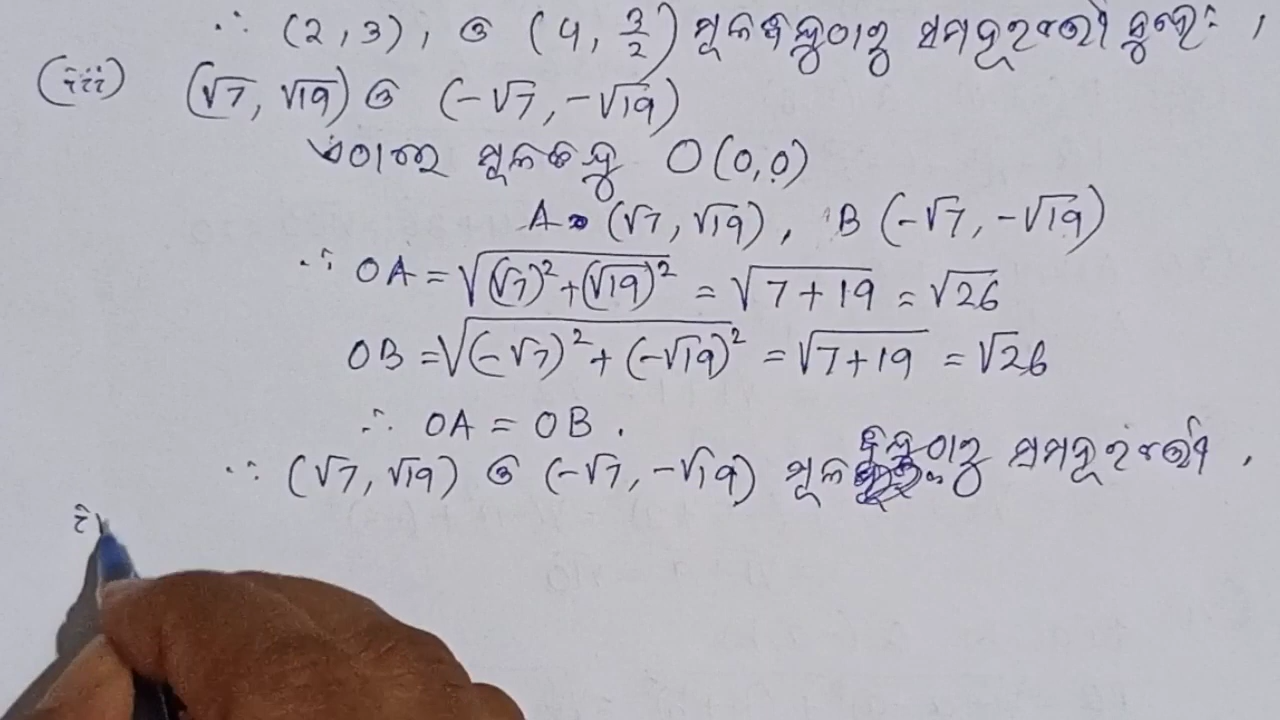 ∴ (2, 3), ଓ (4, 3/2) ମୂଳବିନ୍ଦୁଠାରୁ ସମଦୂରବର୍ତ୍ତୀ ନୁହେଁ ।
(iii) (√7, √19) ଓ (-√7, -√19)
ଏଠାରେ ମୂଳବିନ୍ଦୁ O(0,0)
A (√7, √19), B (-√7, -√19)
∴ OA = √(√7)² + (√19)² = √7+19 = √26
OB = √(-√7)² + (-√19)² = √7+19 = √26
∴ OA = OB.
∴ (√7, √19) ଓ (-√7, -√19) ମୂଳବିନ୍ଦୁଠାରୁ ସମଦୂରବର୍ତ୍ତୀ ।